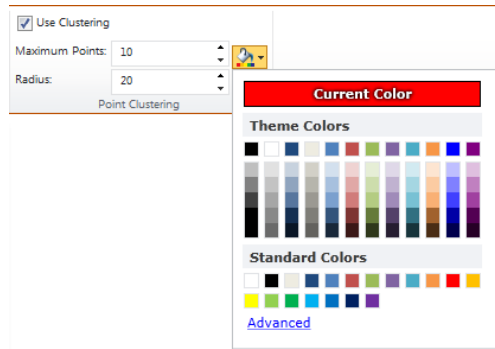 Use Clustering
Maximum Points: 10
Radius: 20
Point Clustering
Current Color
Theme Colors
Standard Colors
Advanced